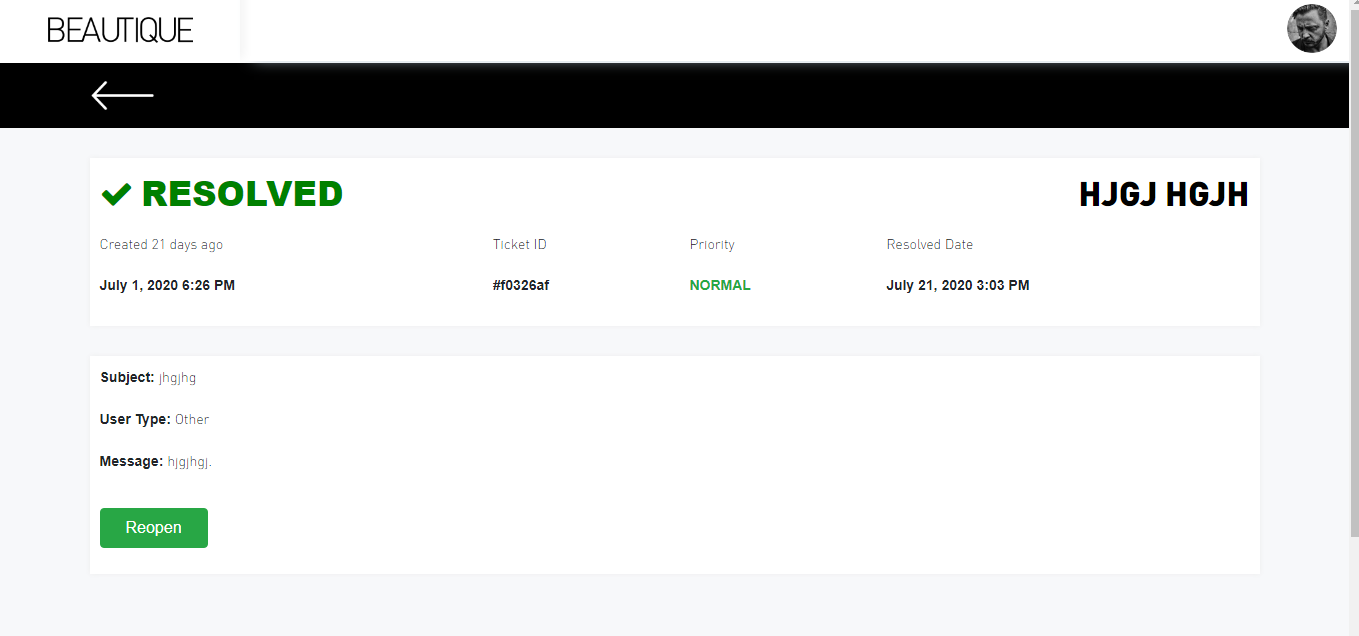 BEAUTIQUE
RESOLVED
HJGJ HGJH
Created 21 days ago
Ticket ID
Priority
Resolved Date
July 1, 2020 6:26 PM
#f0326af
NORMAL
July 21, 2020 3:03 PM
Subject: jhgjhg
User Type: Other
Message: hjgjhgj.
Reopen